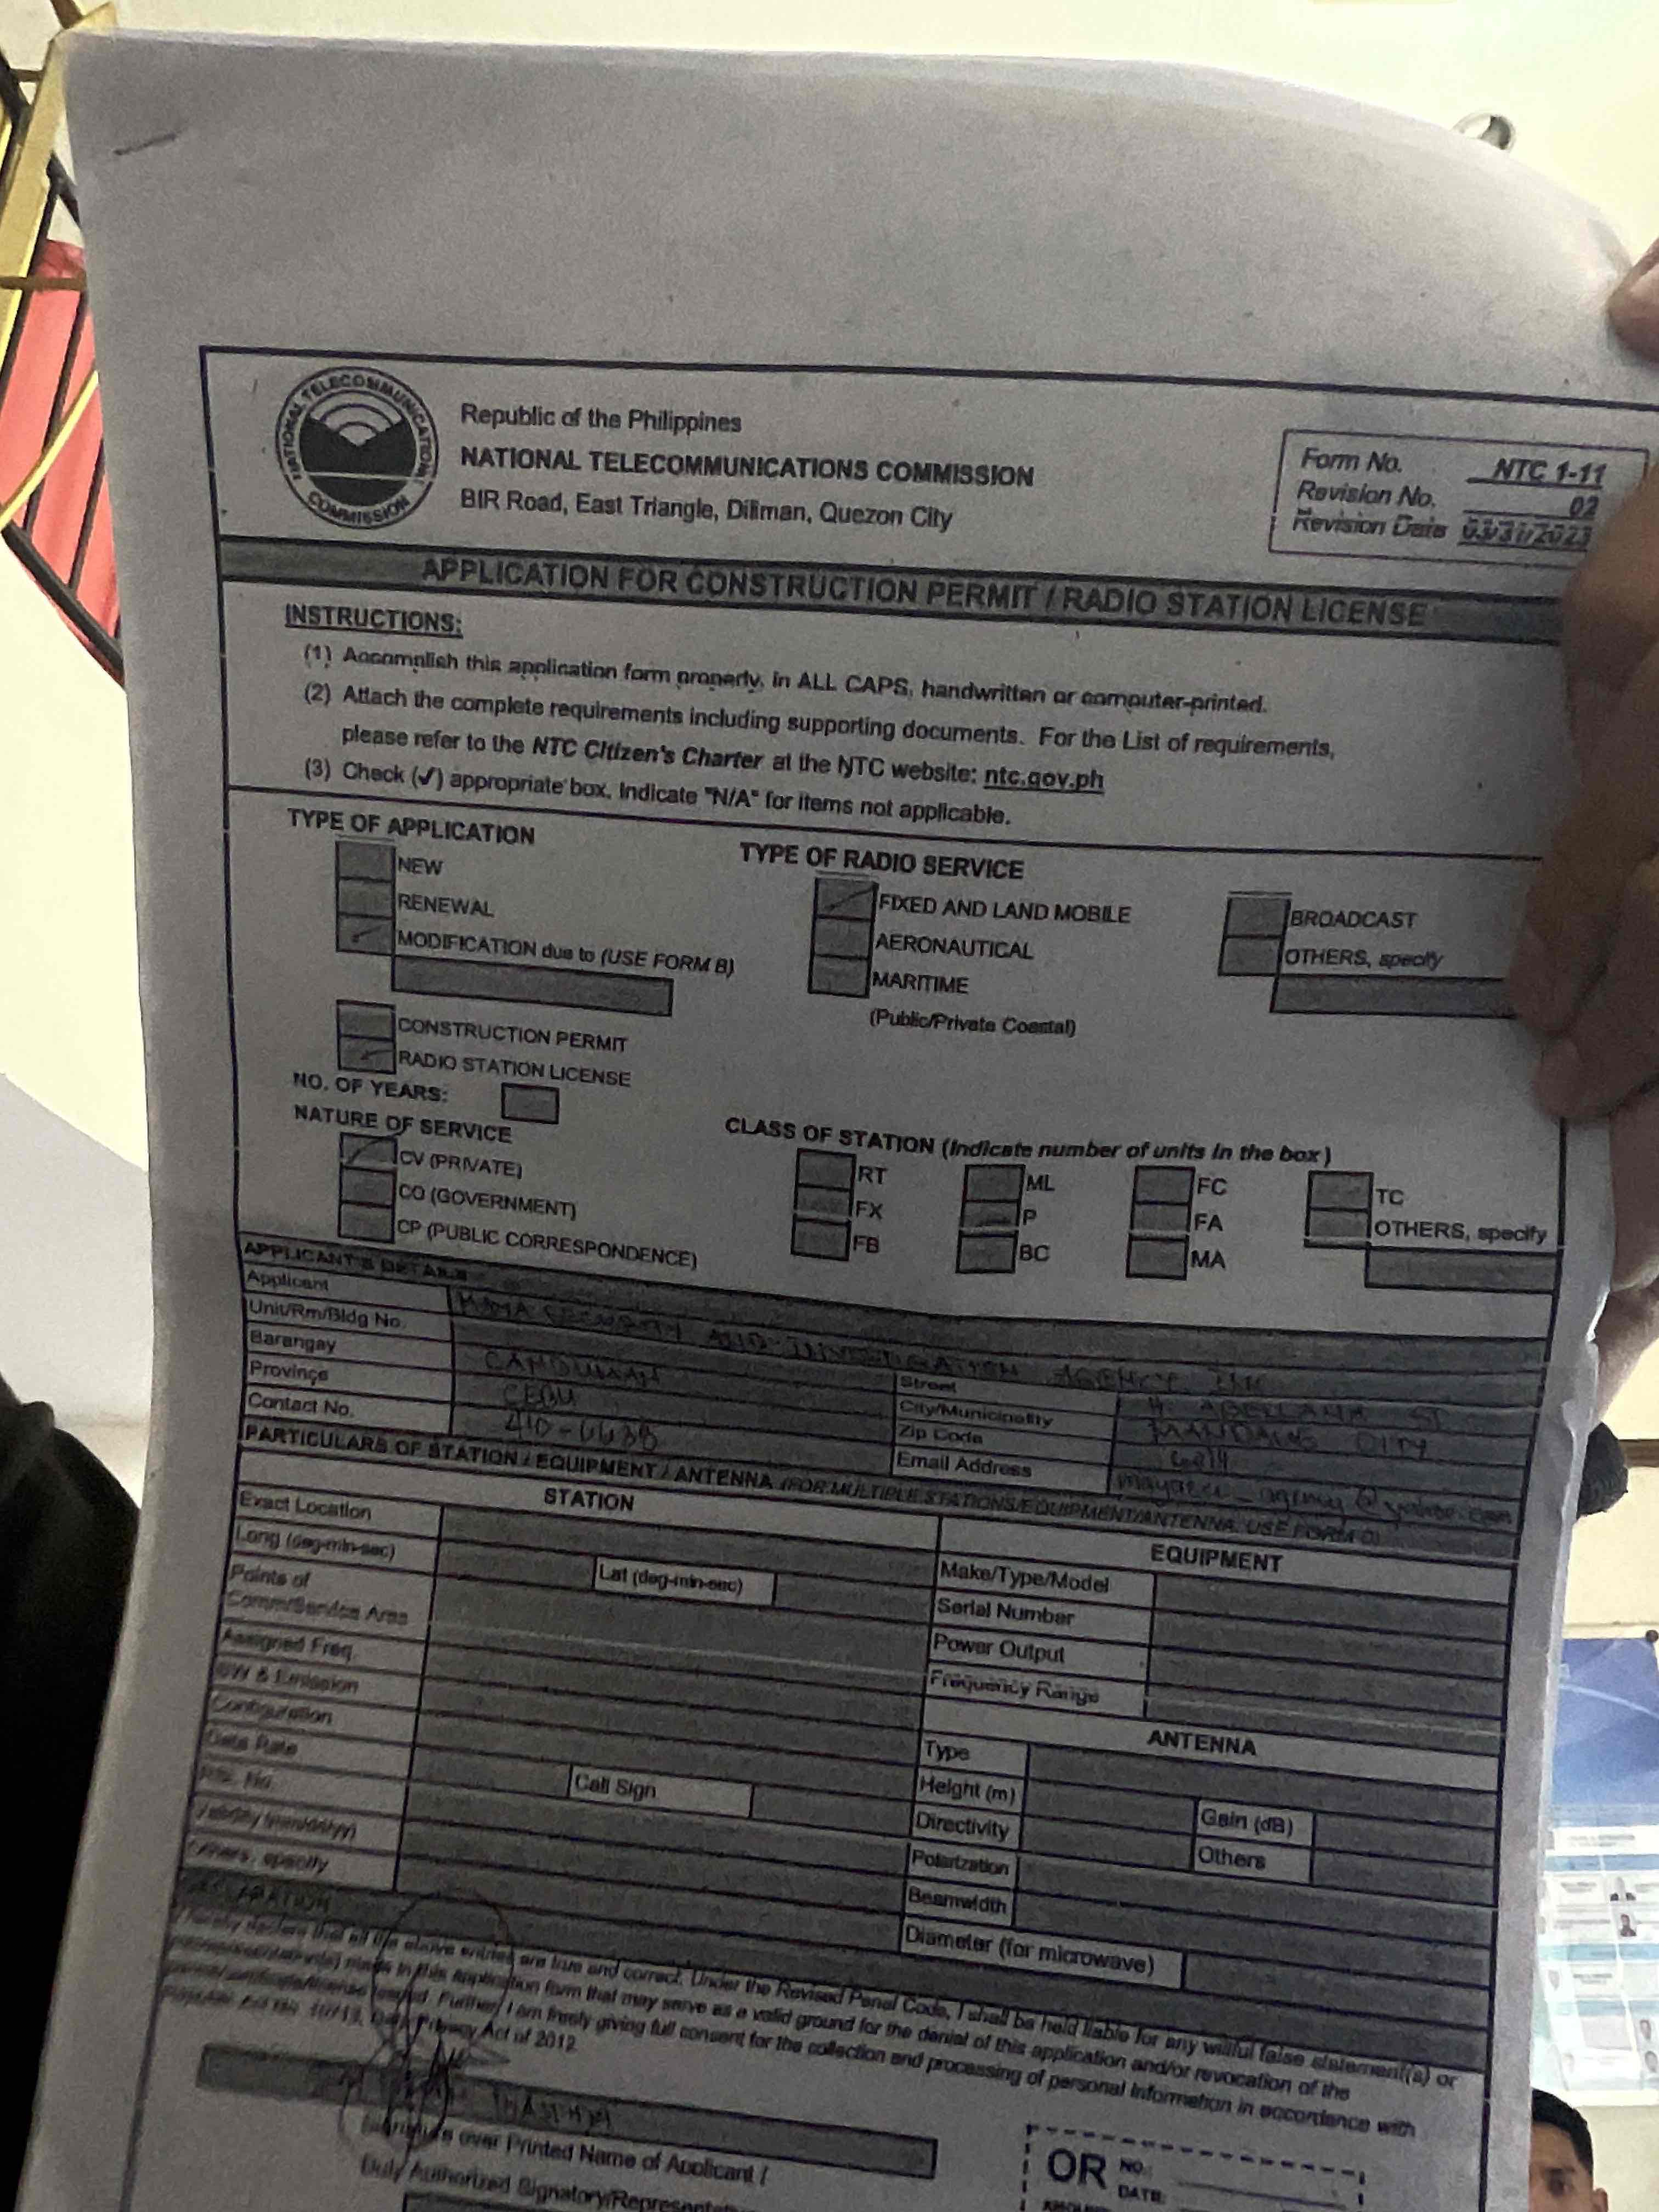 NATIONAL TELECOMMUNICATIONS COMMISSION
Republic of the Philippines
NATIONAL TELECOMMUNICATIONS COMMISSION
BIR Road, East Triangle, Diliman, Quezon City
Form No. NTC 1-11
Revision No. 02
Revision Date 03/31/2023
APPLICATION FOR CONSTRUCTION PERMIT / RADIO STATION LICENSE
INSTRUCTIONS:
(1) Accomplish this application form properly, in ALL CAPS, handwritten or computer-printed.
(2) Attach the complete requirements including supporting documents. For the List of requirements,
please refer to the NTC Citizen's Charter at the NTC website: ntc.gov.ph
(3) Check (✓) appropriate box. Indicate "N/A" for items not applicable.
TYPE OF APPLICATION
NEW
RENEWAL
MODIFICATION due to (USE FORM B)
CONSTRUCTION PERMIT
RADIO STATION LICENSE
NO. OF YEARS:
TYPE OF RADIO SERVICE
FIXED AND LAND MOBILE
AERONAUTICAL
MARITIME
(Public/Private Coastal)
BROADCAST
OTHERS, specify
NATURE OF SERVICE
CV (PRIVATE)
CO (GOVERNMENT)
CP (PUBLIC CORRESPONDENCE)
CLASS OF STATION (Indicate number of units in the box)
RT ML FC TC
FX P FA OTHERS, specify
FB BC MA
APPLICANT'S DETAILS
Applicant SECURITY AND INVESTIGATION AGENCY INC
Unit/Rm/Bldg No. Street ABELLANA ST
Barangay CANDUMAN City/Municipality MANDAUE CITY
Province CEBU Zip Code 6014
Contact No. Email Address
PARTICULARS OF STATION / EQUIPMENT / ANTENNA (FOR MULTIPLE STATIONS/EQUIPMENT/ANTENNA, USE FORM D)
STATION
Exact Location
Long (deg-min-sec) Lat (deg-min-sec)
Points of
Comm/Service Area
Assigned Freq.
BW & Emission
Configuration
Data Rate
RSL No. Call Sign
Validity (mm/dd/yy)
Others, specify
EQUIPMENT
Make/Type/Model
Serial Number
Power Output
Frequency Range
ANTENNA
Type
Height (m) Gain (dB)
Directivity Others
Polarization
Beamwidth
Diameter (for microwave)
DECLARATION
I hereby declare that all the above entries are true and correct. Under the Revised Penal Code, I shall be held liable for any willful false statement(s) or
misrepresentation(s) made in this application form that may serve as a valid ground for the denial of this application and/or revocation of the
permit/certificate/license issued. Further, I am freely giving full consent for the collection and processing of personal information in accordance with
Republic Act No. 10173, Data Privacy Act of 2012.
Signature over Printed Name of Applicant /
Duly Authorized Signatory/Representative
OR NO.:
DATE: